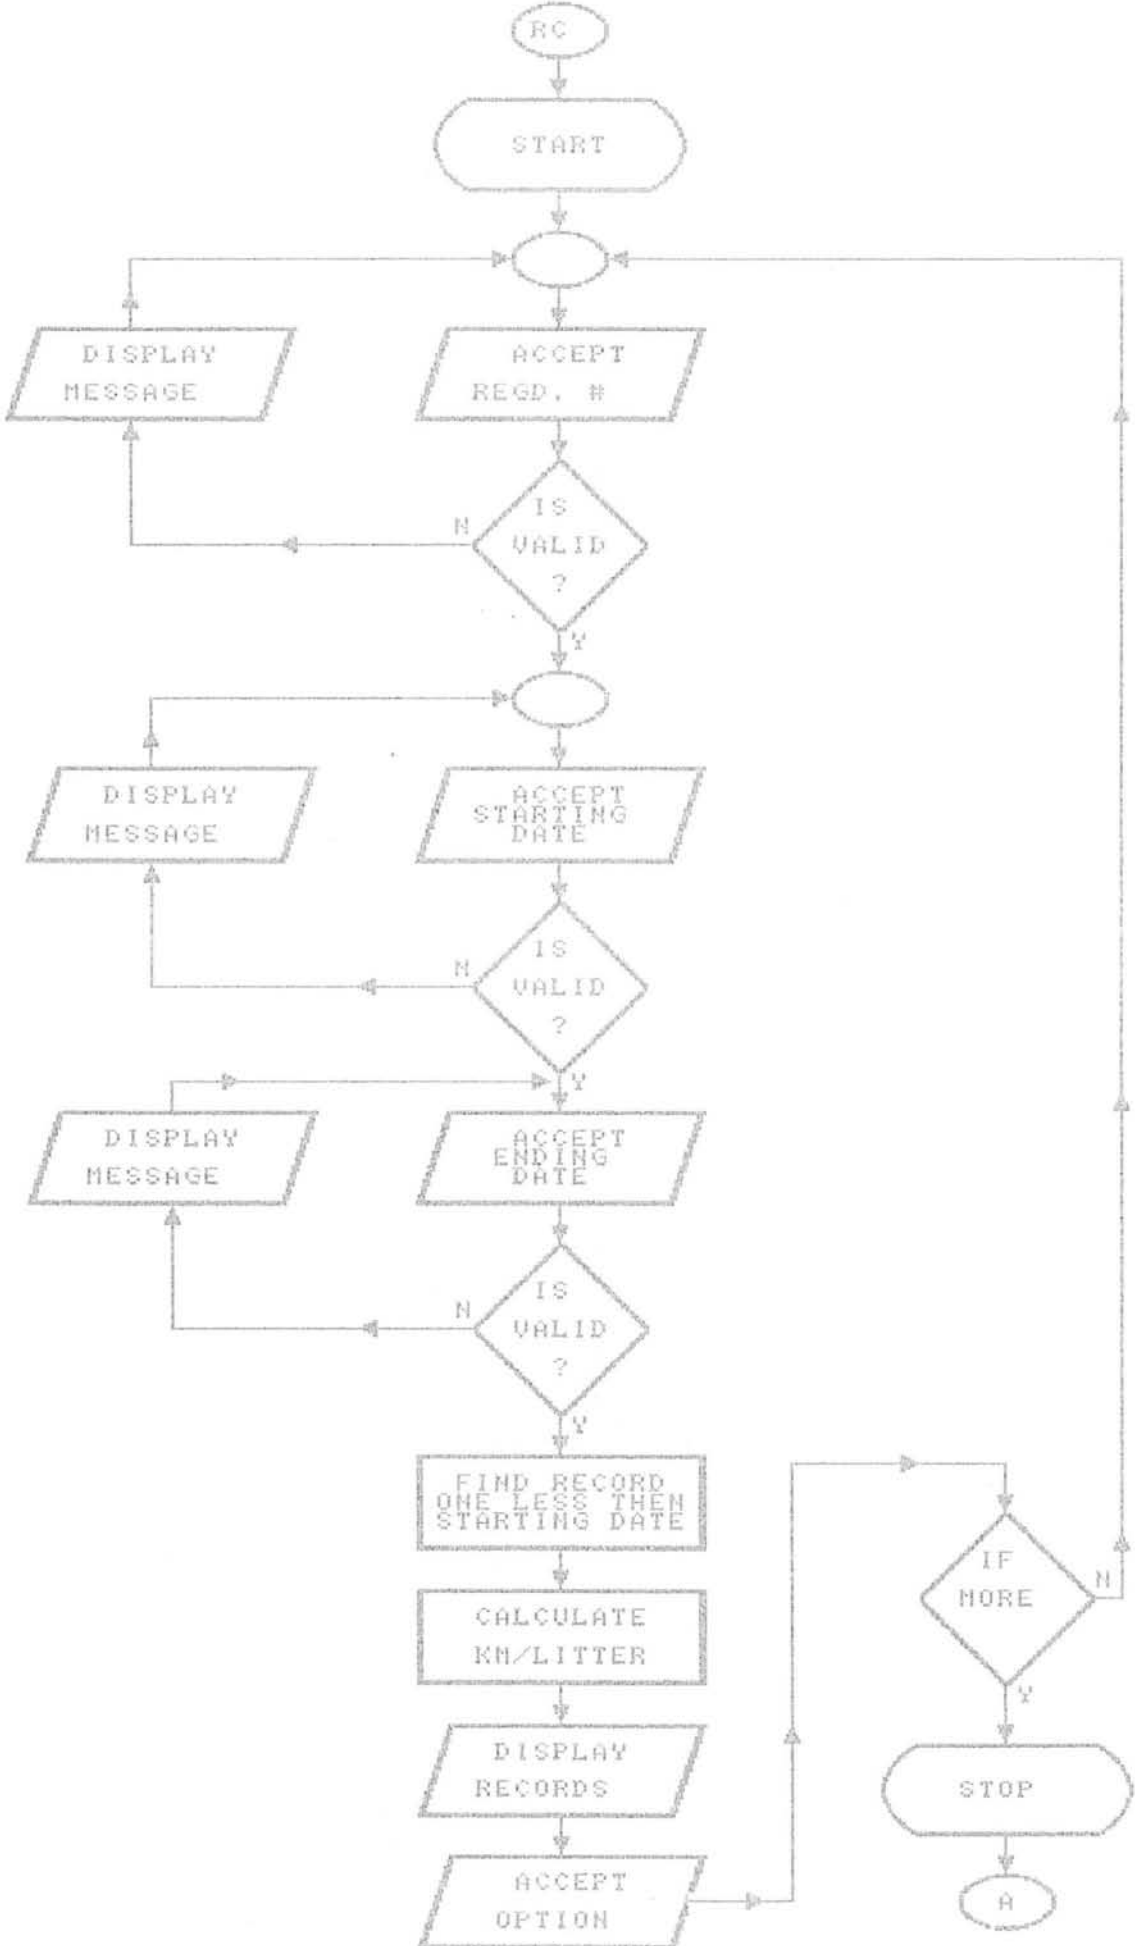 RC
START
DISPLAY
MESSAGE
ACCEPT
REGD. #
IS
VALID
?
N
Y
DISPLAY
MESSAGE
ACCEPT
STARTING
DATE
IS
VALID
?
N
Y
DISPLAY
MESSAGE
ACCEPT
ENDING
DATE
IS
VALID
?
N
Y
FIND RECORD
ONE LESS THEN
STARTING DATE
CALCULATE
KM/LITTER
DISPLAY
RECORDS
ACCEPT
OPTION
IF
MORE
N
Y
STOP
A